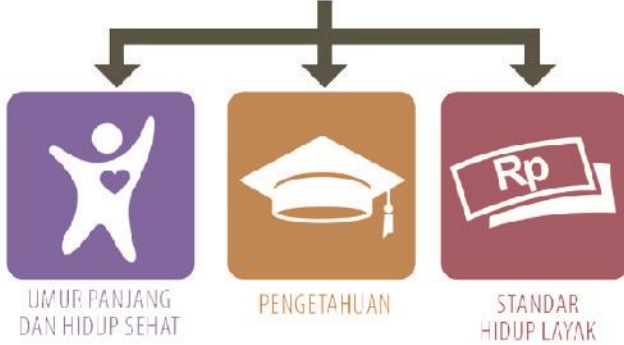 Rp
UMUR PANJANG
DAN HIDUP SEHAT
PENGETAHUAN
STANDAR
HIDUP LAYAK